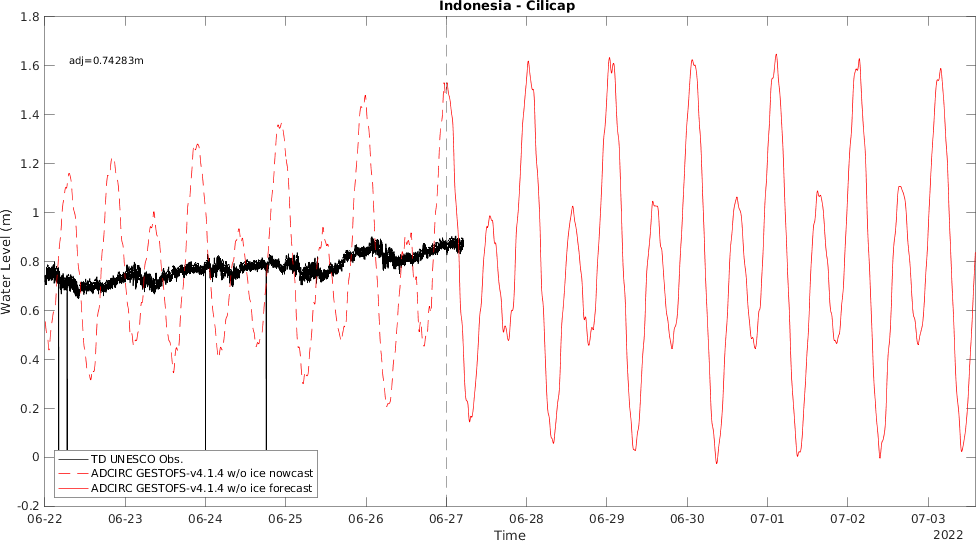 Indonesia - Cilicap
1.8
1.6
1.4
1.2
1
0.8
0.6
0.4
0.2
0
-0.2
Water Level (m)
adj=0.74283m
TD UNESCO Obs.
ADCIRC GESTOFS-v4.1.4 w/o ice nowcast
ADCIRC GESTOFS-v4.1.4 w/o ice forecast
06-22 06-23 06-24 06-25 06-26 06-27 06-28 06-29 06-30 07-01 07-02 07-03
Time
2022